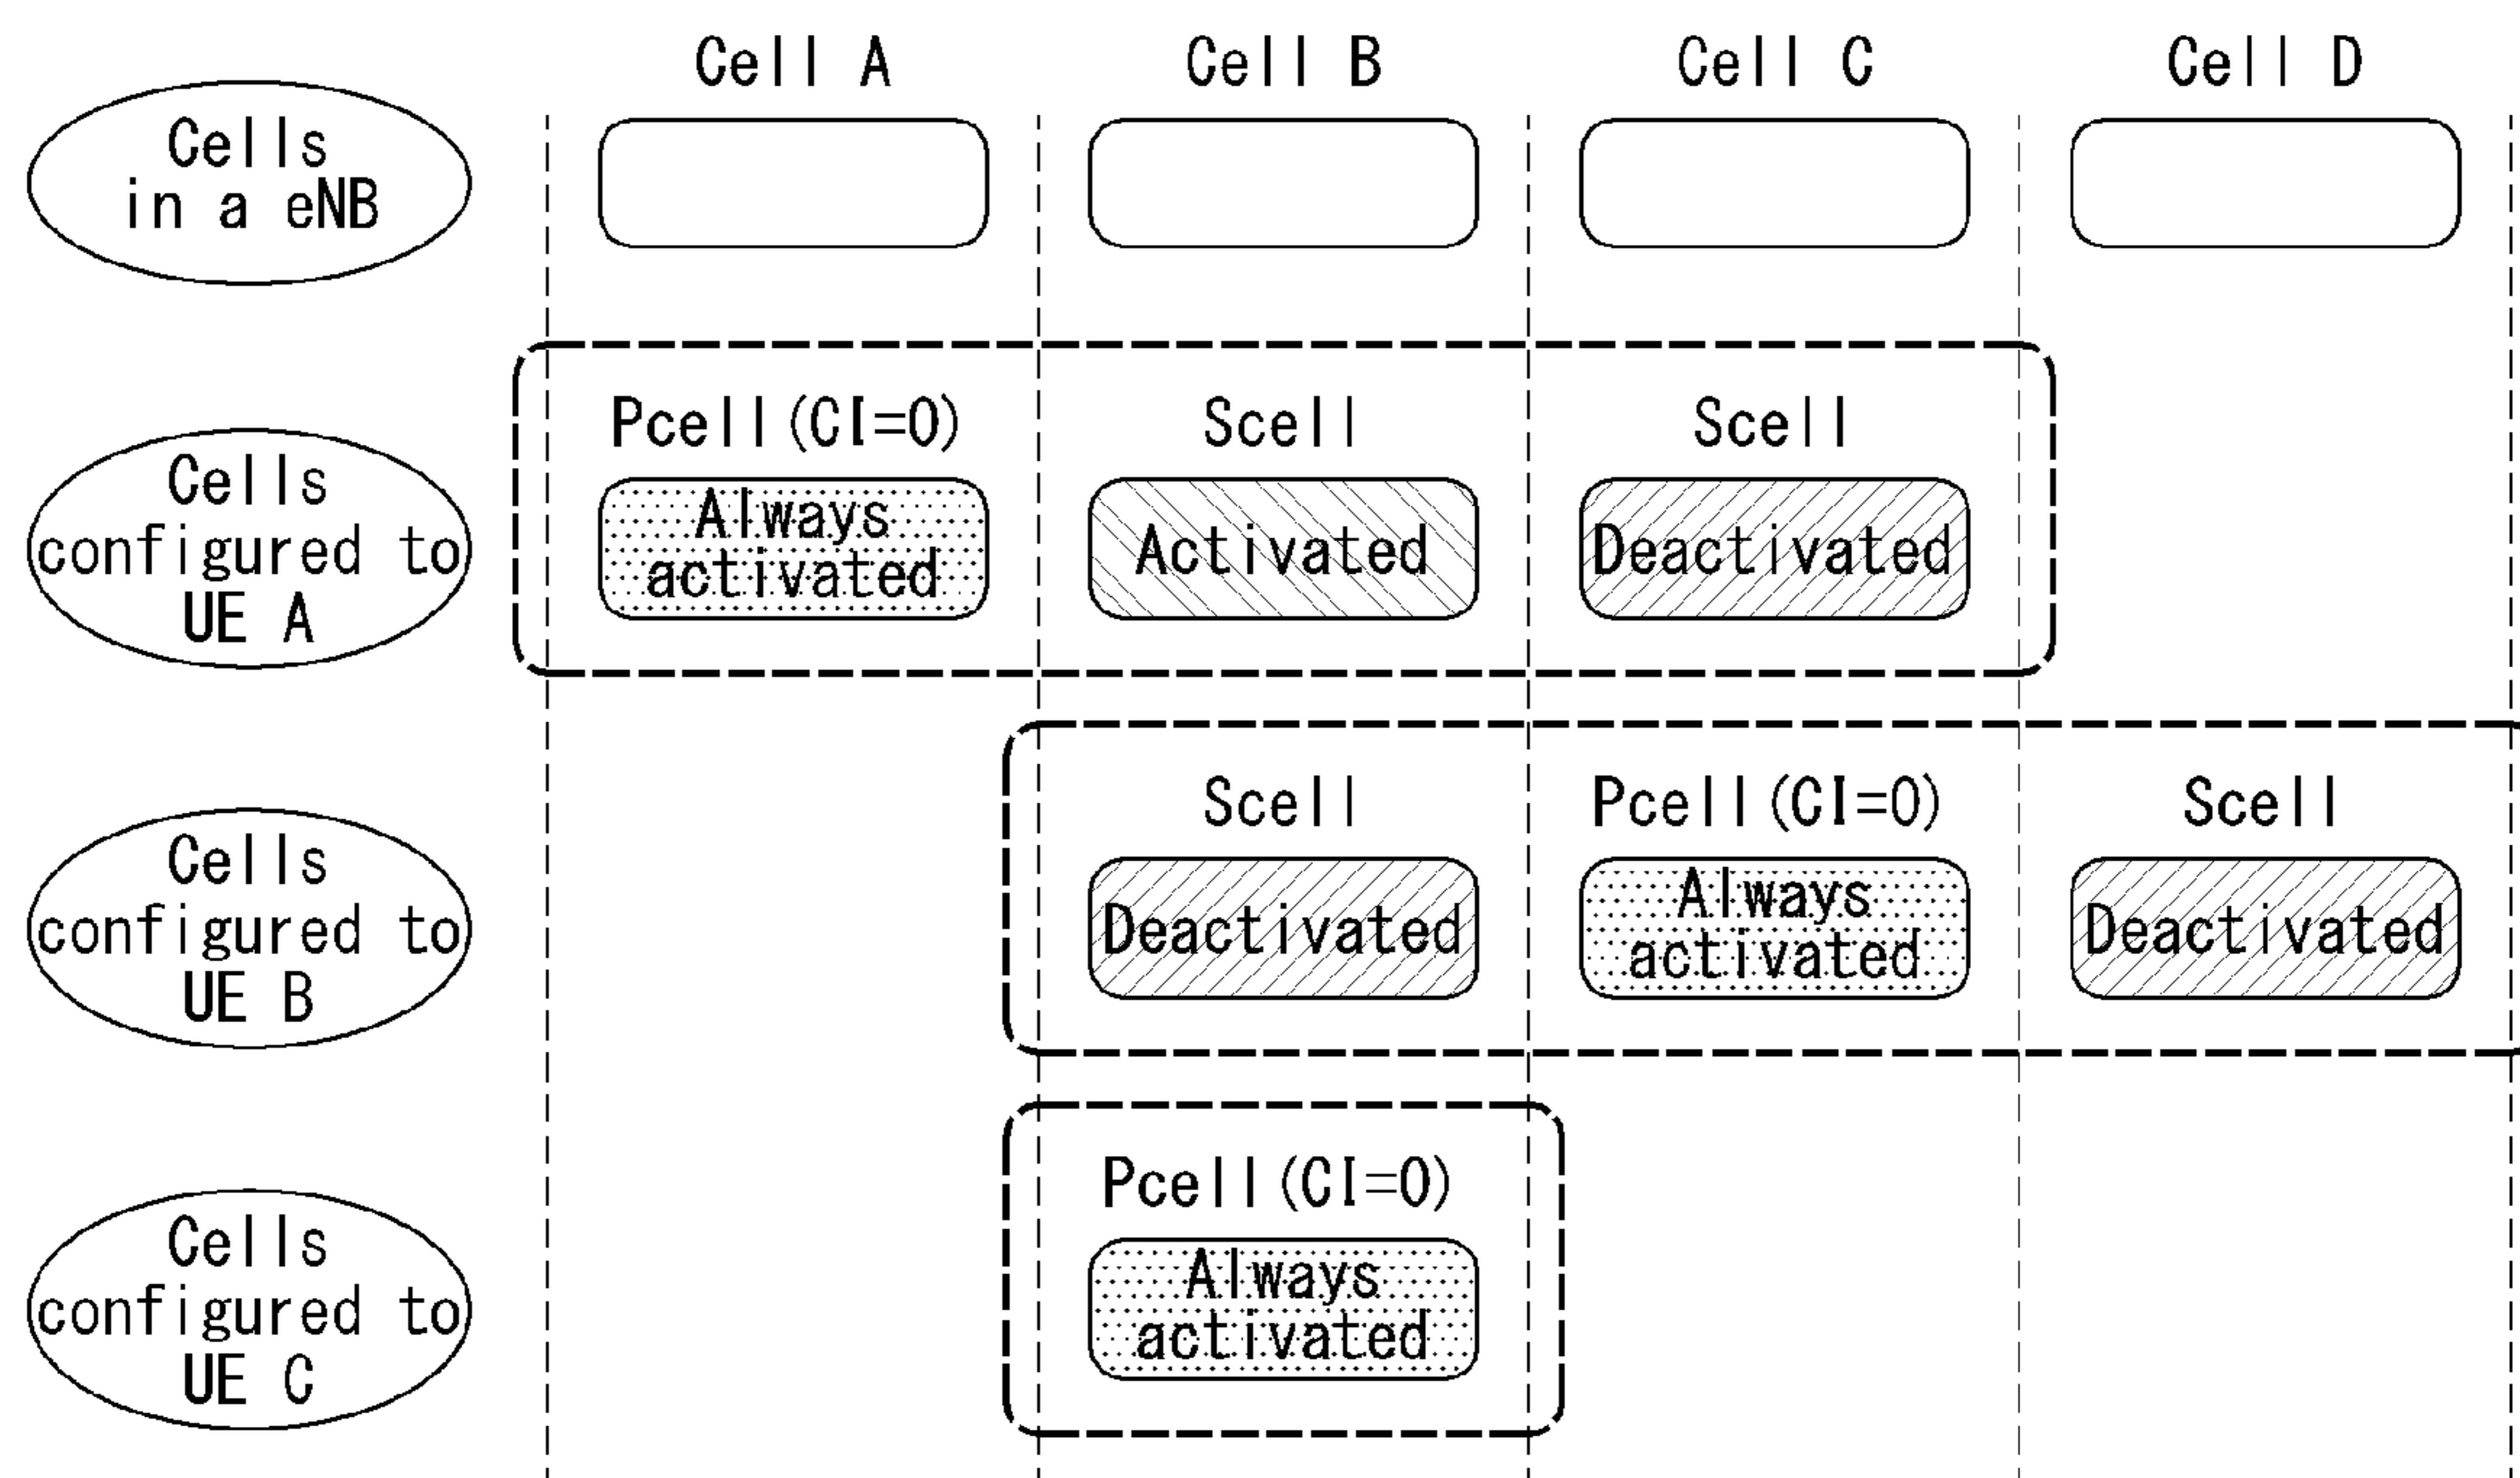 Cell A
Cell B
Cell C
Cell D
Cells
in a eNB
Cells
configured to
UE A
Pcell(CI=0)
Always
activated
Scell
Activated
Scell
Deactivated
Cells
configured to
UE B
Scell
Deactivated
Pcell(CI=0)
Always
activated
Scell
Deactivated
Cells
configured to
UE C
Pcell(CI=0)
Always
activated